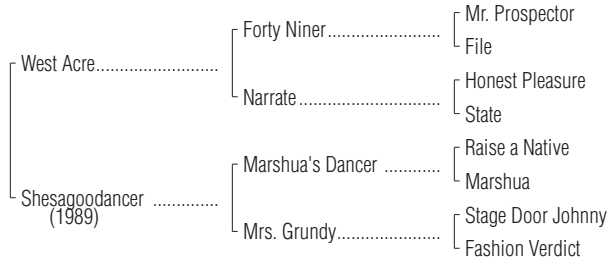 Mr. Prospector
Forty Niner
File
West Acre
Honest Pleasure
Narrate
State
Raise a Native
Marshua's Dancer
Marshua
Shesagoodancer
(1989)
Stage Door Johnny
Mrs. Grundy
Fashion Verdict